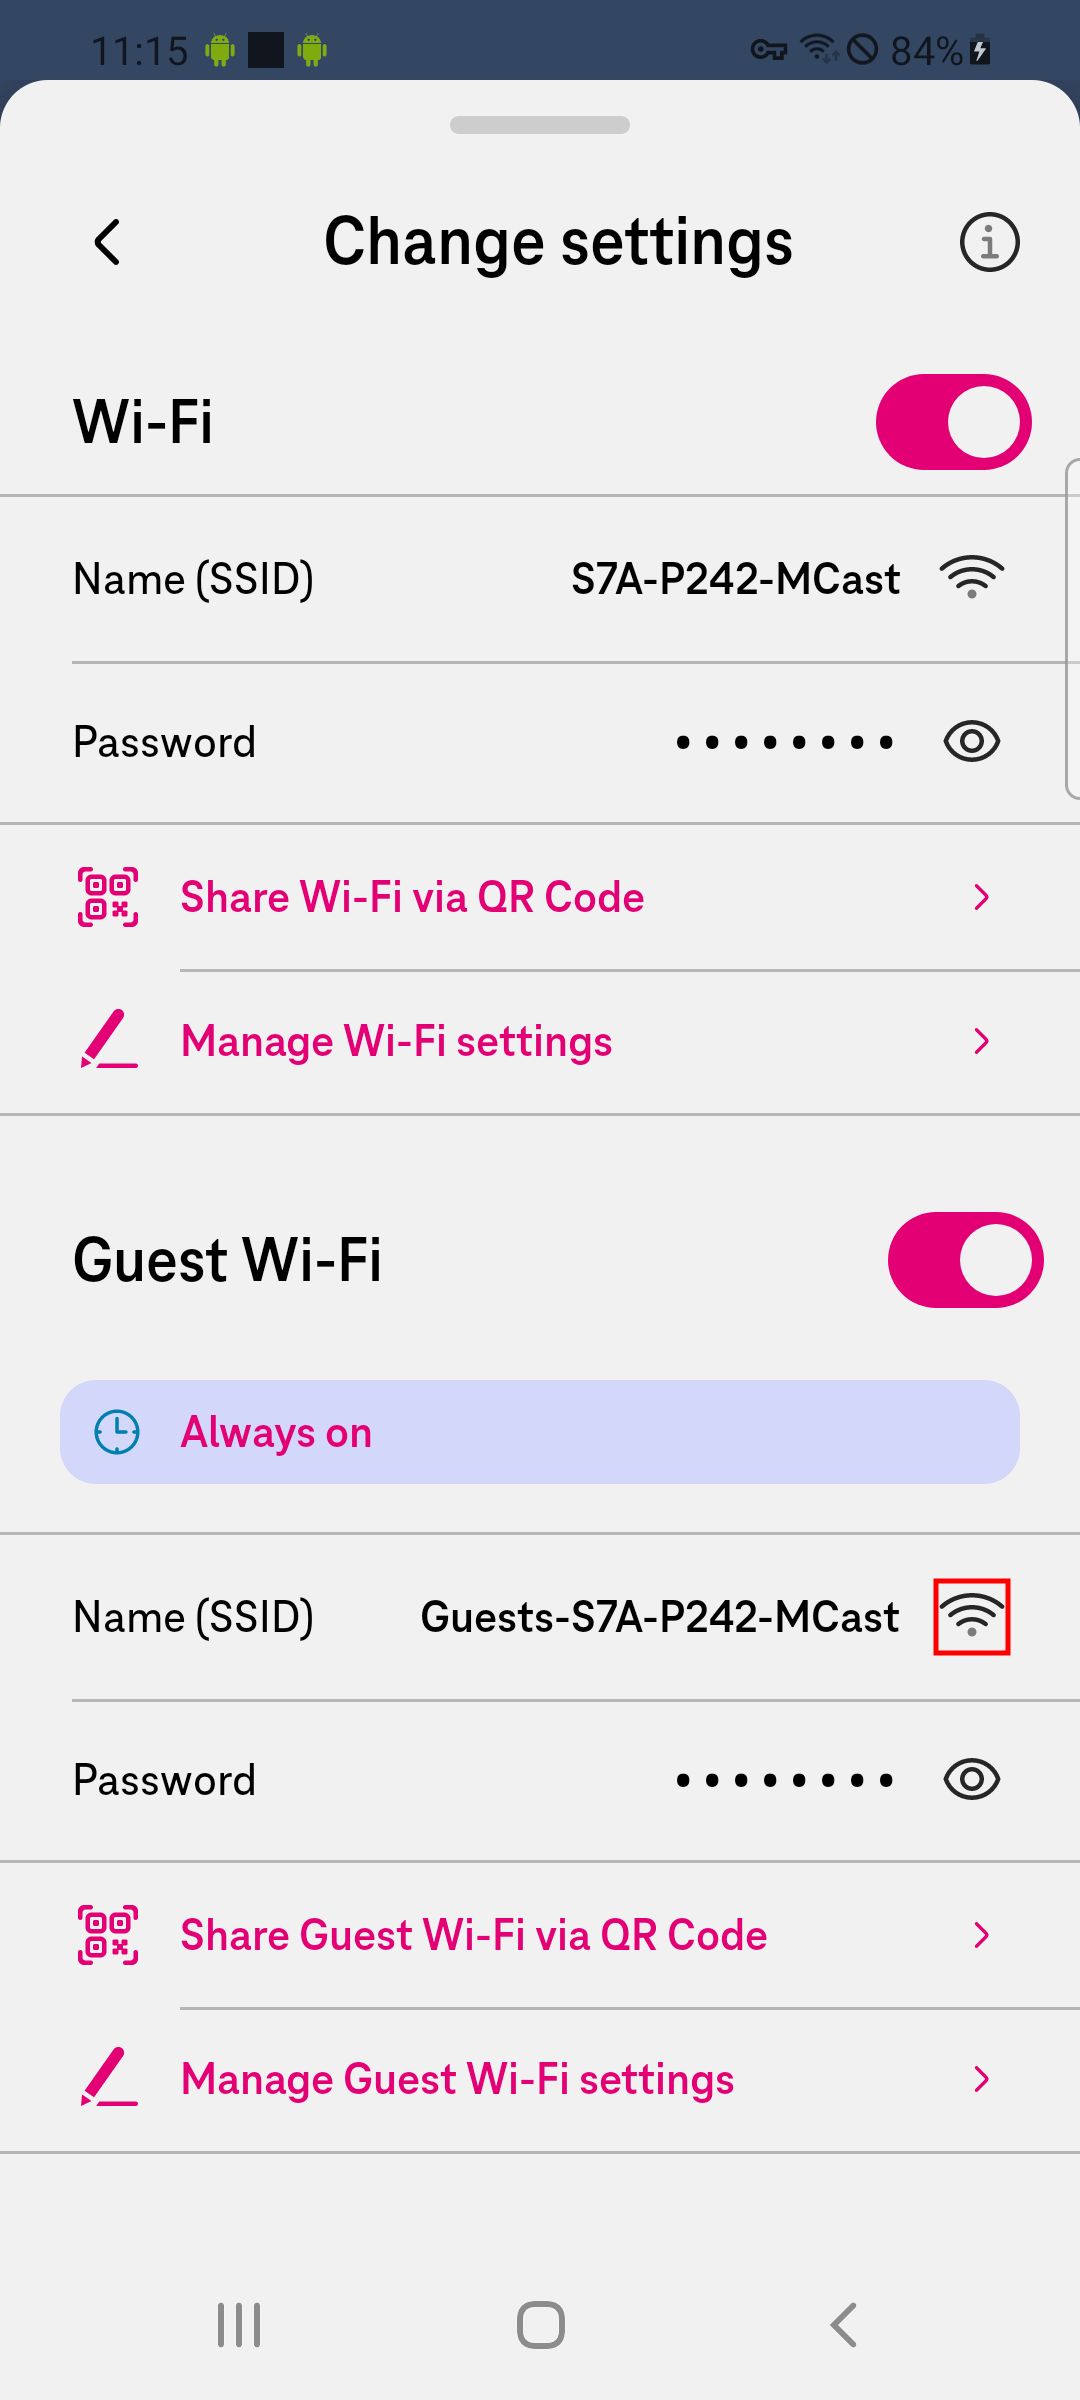 11:15
84%
Change settings
Wi-Fi
Name (SSID) S7A-P242-MCast
Password ••••••••
Share Wi-Fi via QR Code
Manage Wi-Fi settings
Guest Wi-Fi
Always on
Name (SSID) Guests-S7A-P242-MCast
Password ••••••••
Share Guest Wi-Fi via QR Code
Manage Guest Wi-Fi settings